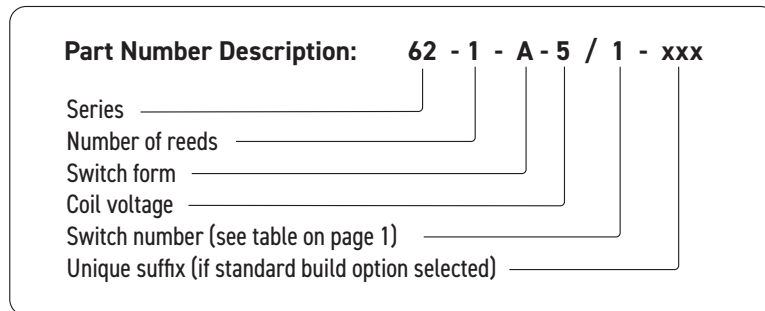 Part Number Description: 62 - 1 - A - 5 / 1 - xxx
Series
Number of reeds
Switch form
Coil voltage
Switch number (see table on page 1)
Unique suffix (if standard build option selected)